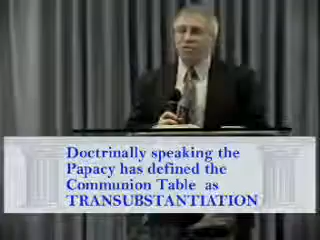 Doctrinally speaking the
Papacy has defined the
Communion Table as
TRANSUBSTANTIATION